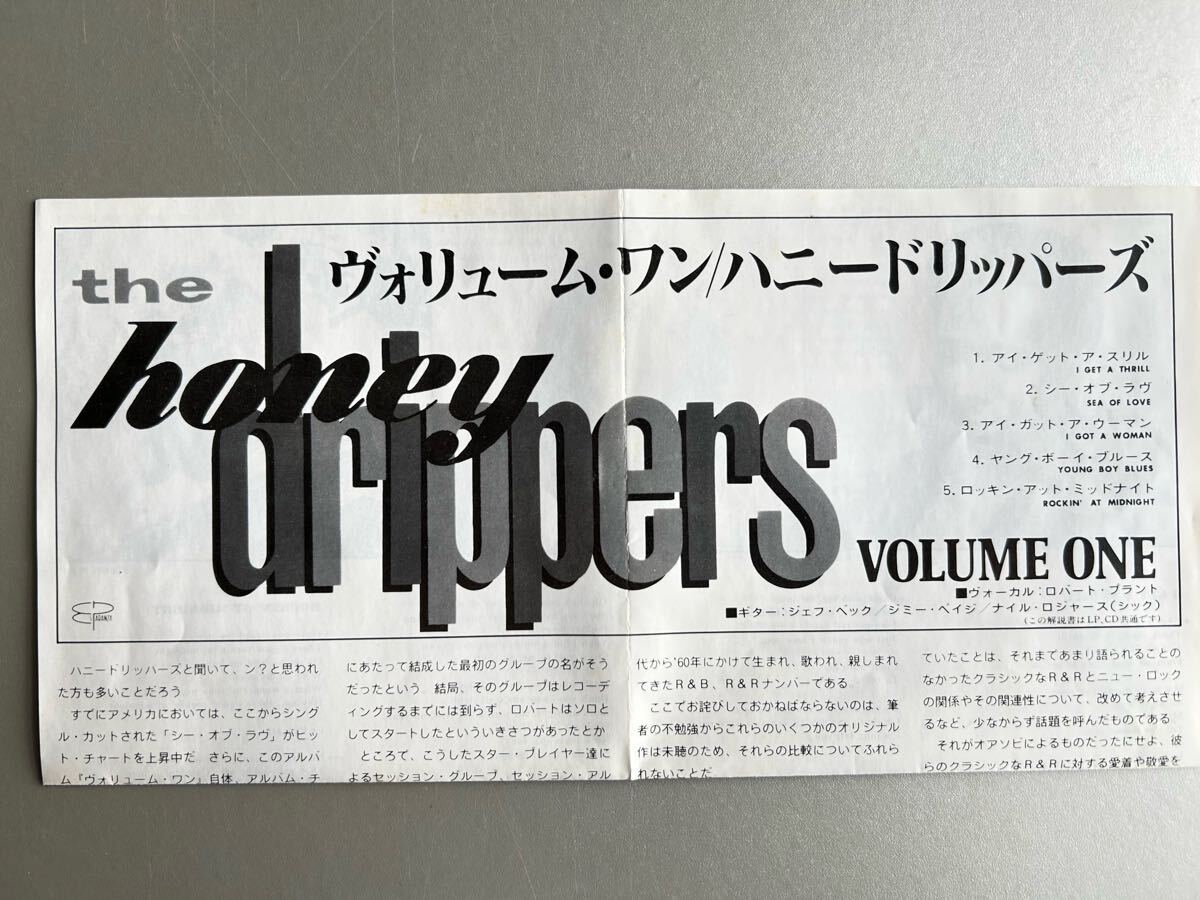 the
honey
drippers
ヴォリューム・ワン/ハニードリッパーズ
1. アイ・ゲット・ア・スリル
I GET A THRILL
2. シー・オブ・ラヴ
SEA OF LOVE
3. アイ・ガット・ア・ウーマン
I GOT A WOMAN
4. ヤング・ボーイ・ブルース
YOUNG BOY BLUES
5. ロッキン・アット・ミッドナイト
ROCKIN' AT MIDNIGHT
VOLUME ONE
■ヴォーカル：ロバート・プラント
■ギター：ジェフ・ベック／ジミー・ペイジ／ナイル・ロジャース(シック)
(この解説書はLP、CD共通です)
ESPARANZA
ハニードリッパーズと聞いて、ン？と思われ
た方も多いことだろう
すでにアメリカにおいては、ここからシング
ル・カットされた「シー・オブ・ラヴ」がヒッ
ト・チャートを上昇中だ さらに、このアルバ
ム『ヴォリューム・ワン』自体、アルバム・チ
にあたって結成した最初のグループの名がそう
だったという 結局、そのグループはレコーデ
ィングするまでには到らず、ロバートはソロと
してスタートしたといういきさつがあったとか
ところで、こうしたスター・プレイヤー達に
よるセッション・グループ、セッション・アル
代から'60年にかけて生まれ、歌われ、親しまれ
てきたR＆B、R＆Rナンバーである
ここでお詫びしておかねばならないのは、筆
者の不勉強からこれらのいくつかのオリジナル
作は未聴のため、それらの比較についてふれら
れないことだ
ていたことは、それまであまり語られることの
なかったクラシックなR＆Rとニュー・ロック
の関係やその関連性について、改めて考えさせ
るなど、少なからず話題を呼んだものである
それがオアソビによるものだったにせよ、彼
らのクラシックなR＆Rに対する愛着や敬愛を